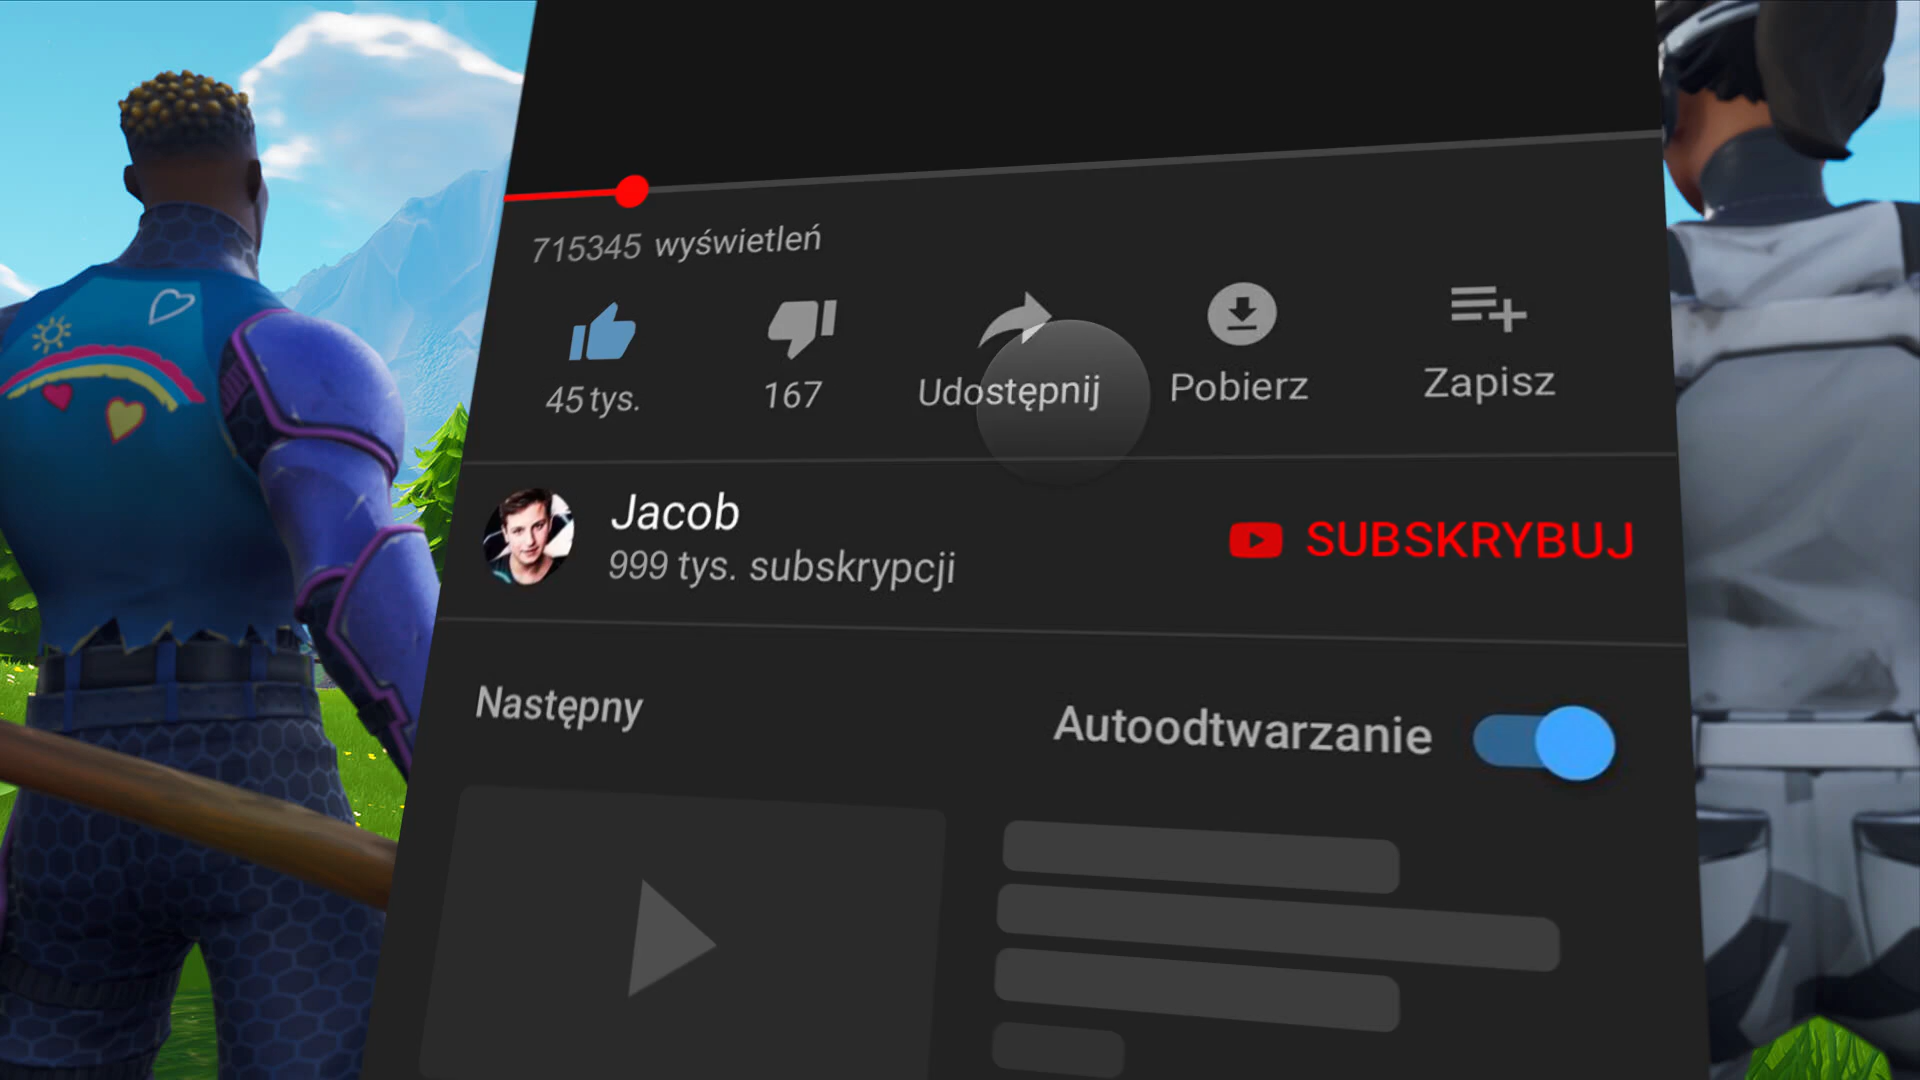 715345 wyświetleń
45 tys.
167
Udostępnij
Pobierz
Zapisz
Jacob
999 tys. subskrypcji
SUBSKRYBUJ
Następny
Autoodtwarzanie